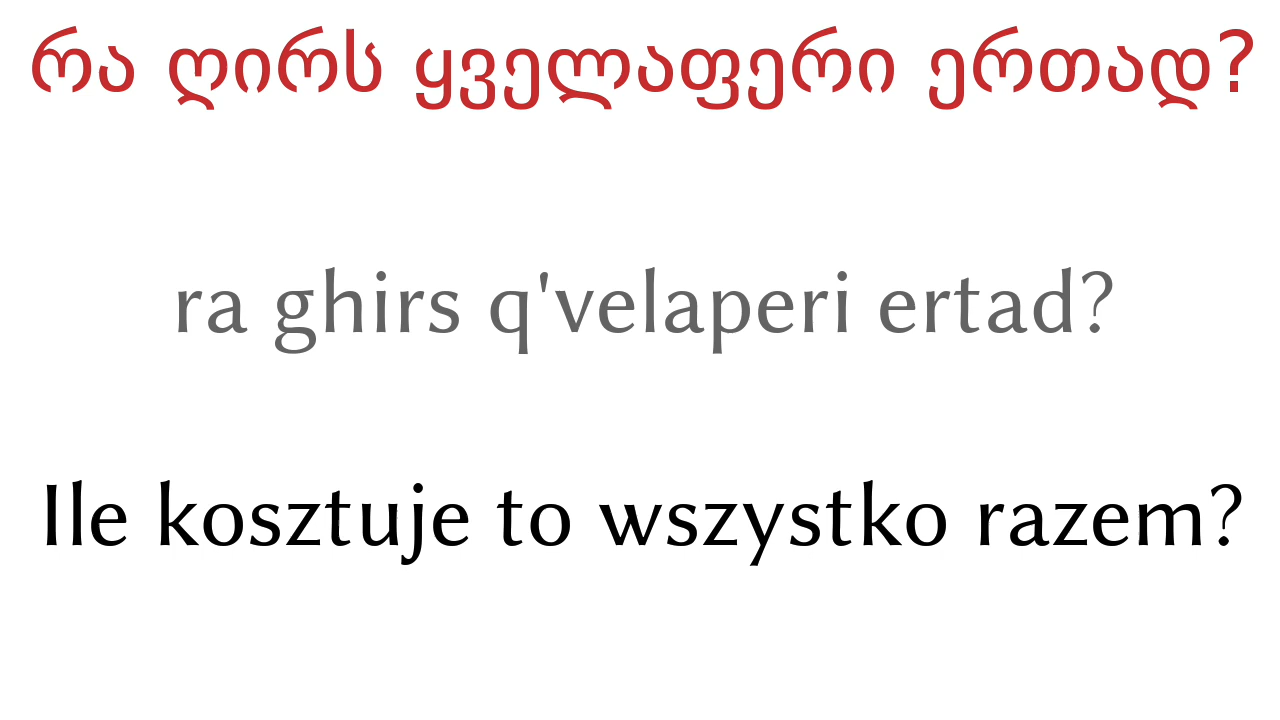 რა ღირს ყველაფერი ერთად?
ra ghirs q'velaperi ertad?
Ile kosztuje to wszystko razem?